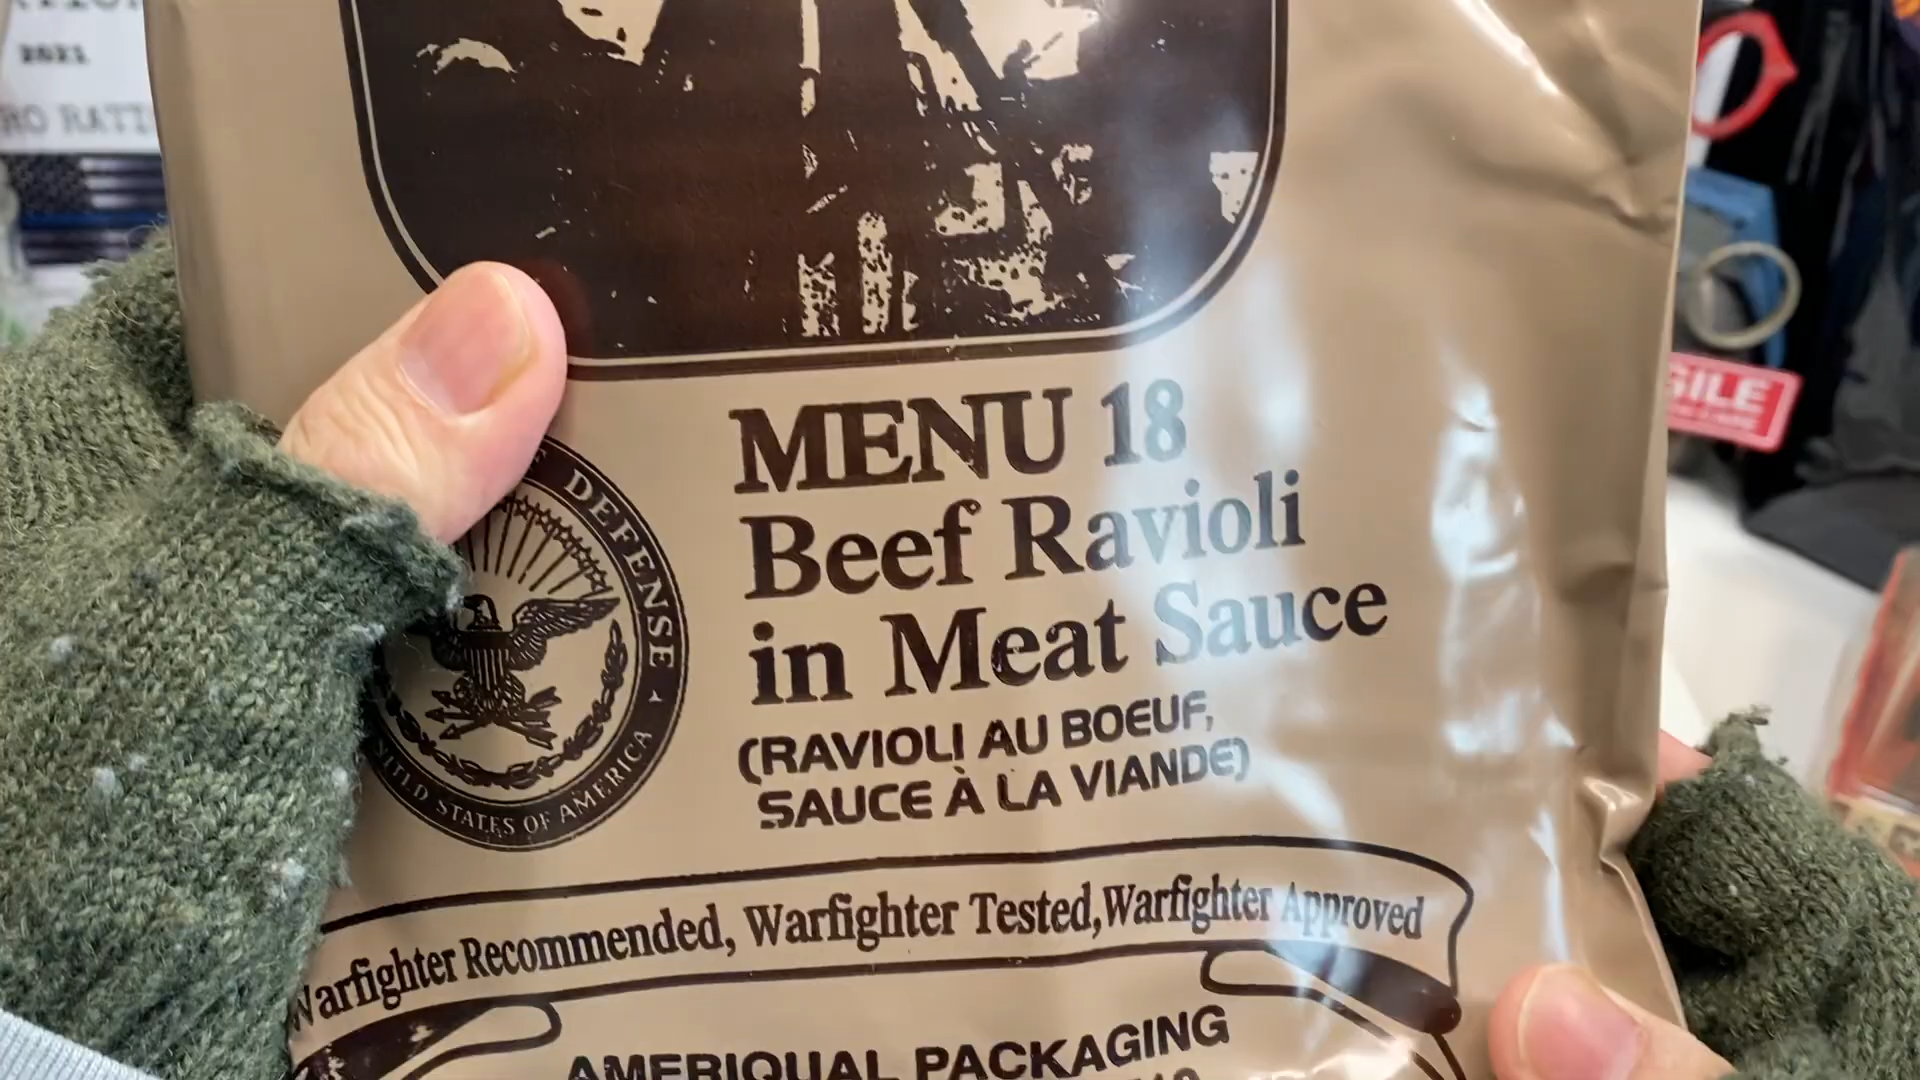 2021
MENU 18
Beef Ravioli
in Meat Sauce
(RAVIOLI AU BOEUF,
SAUCE À LA VIANDE)
DEFENSE
STATES OF AMERICA
Warfighter Recommended, Warfighter Tested, Warfighter Approved
AMERIQUAL PACKAGING